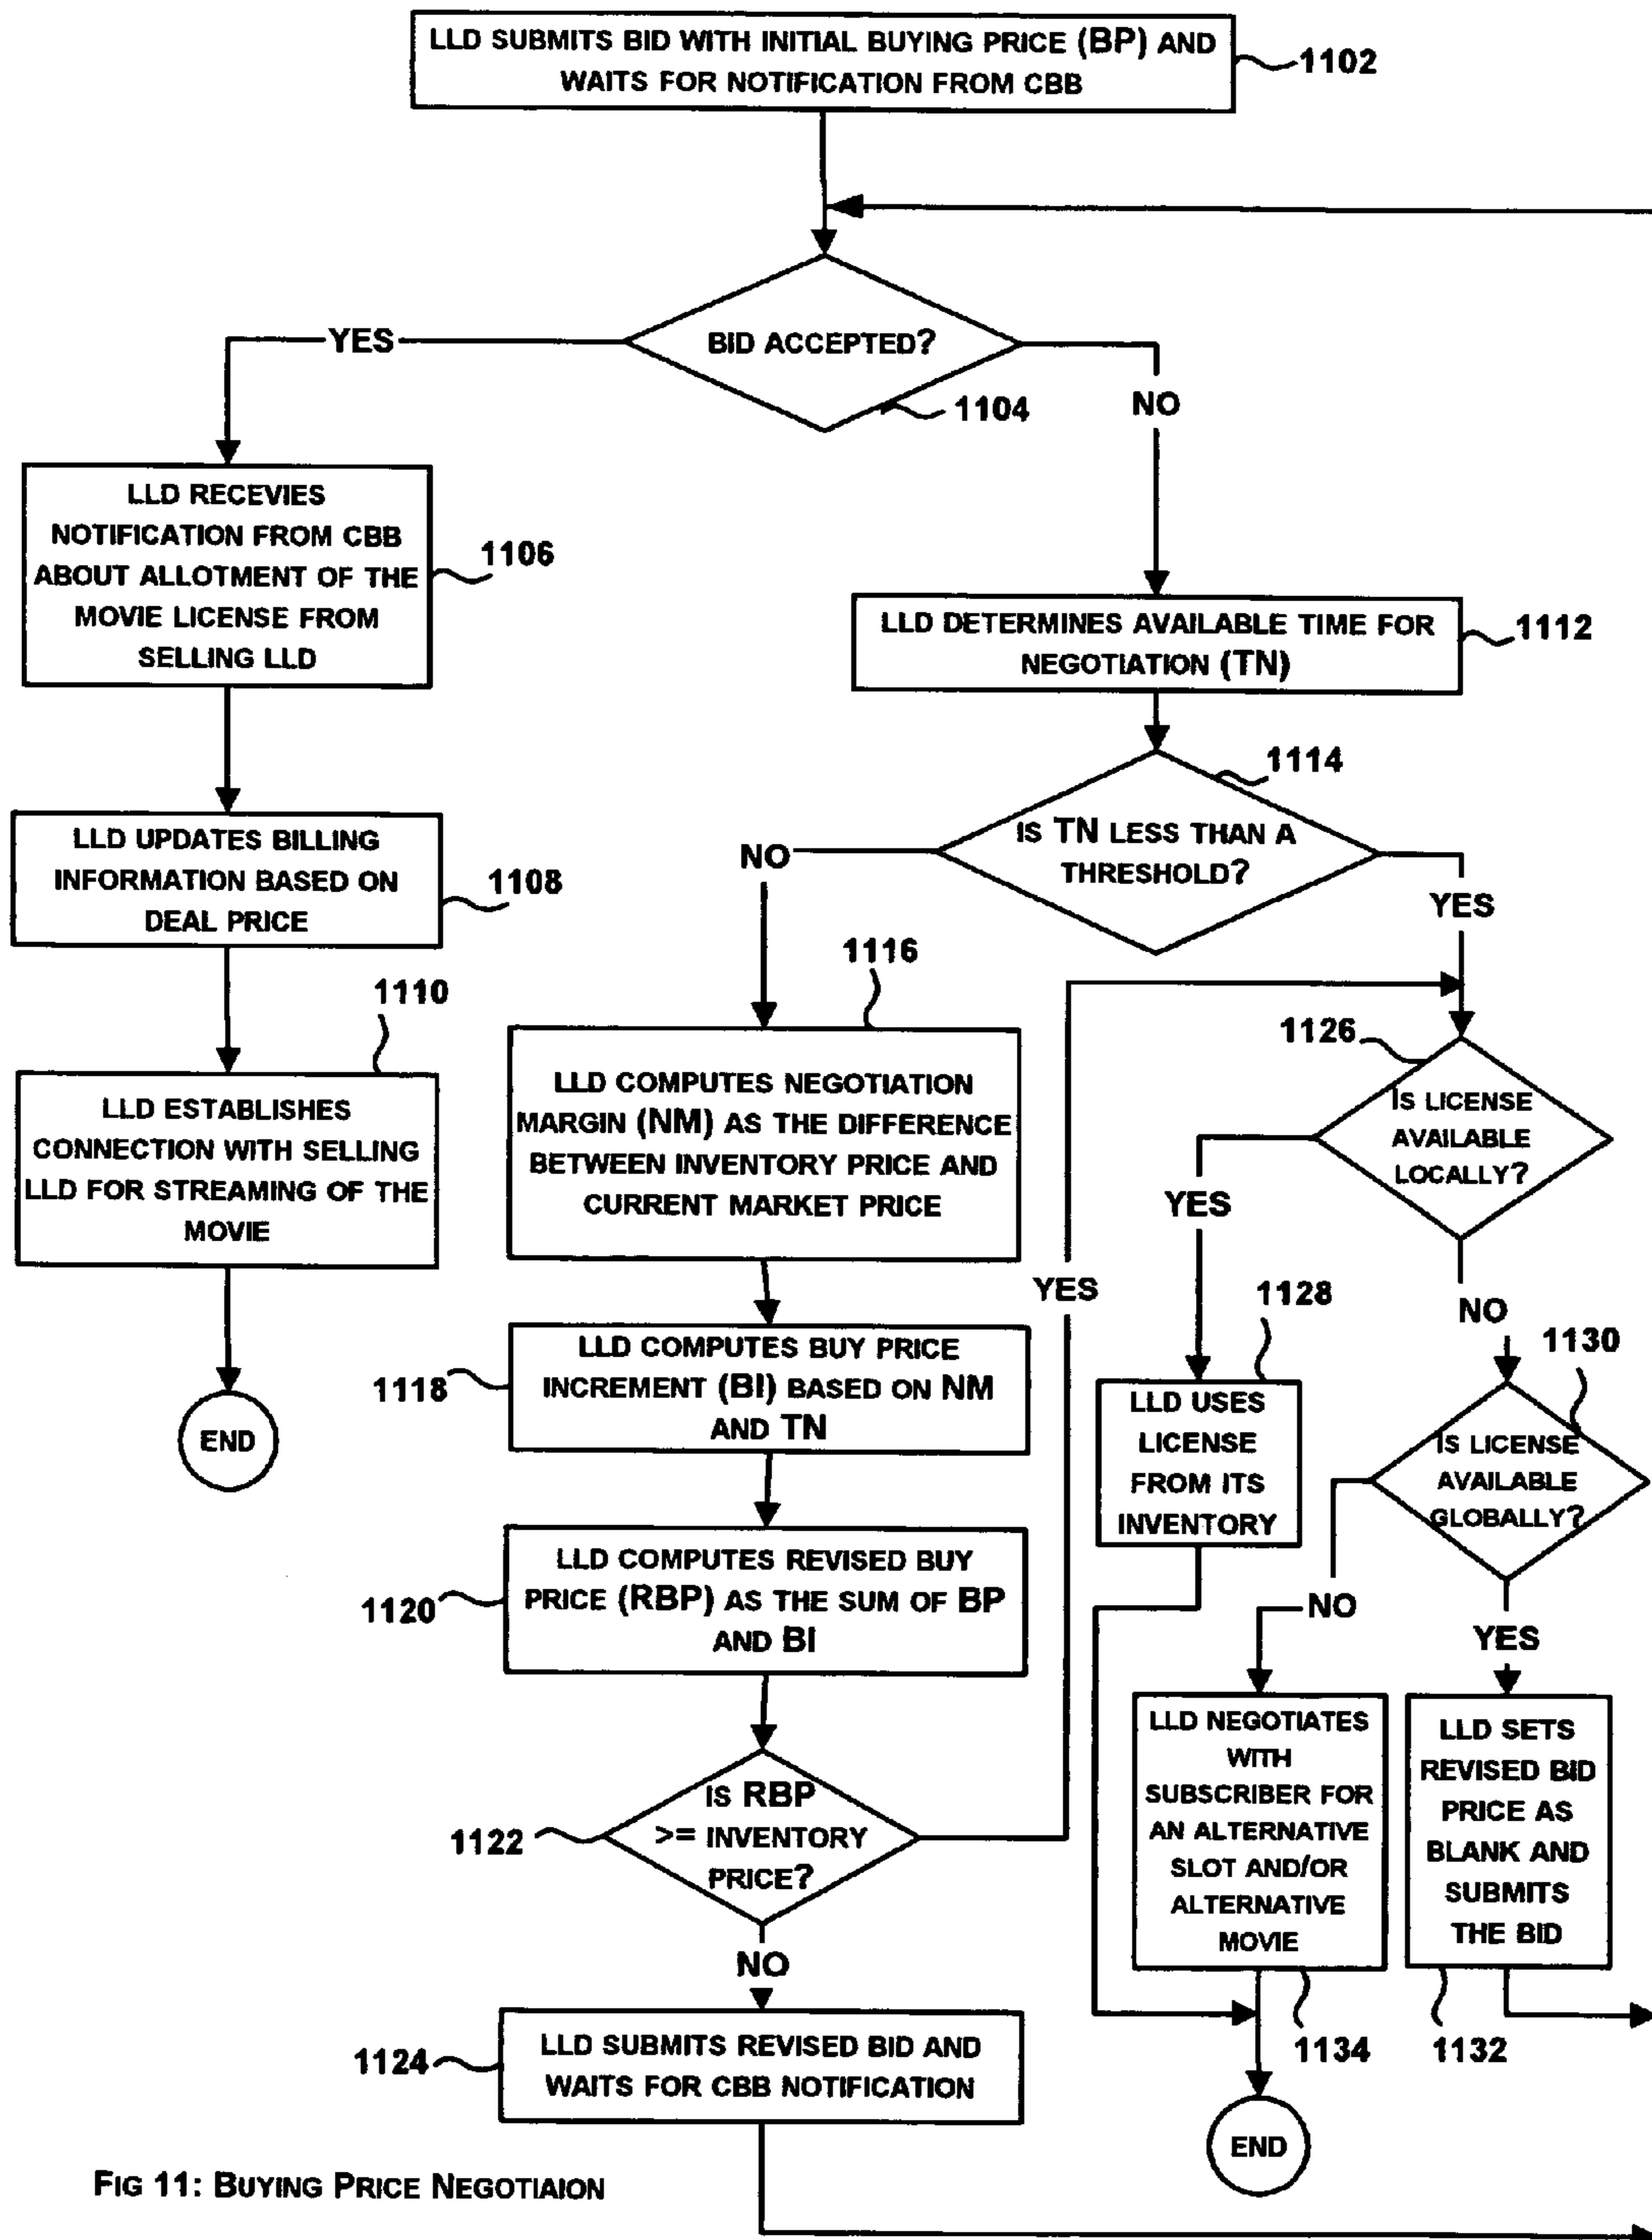 LLD SUBMITS BID WITH INITIAL BUYING PRICE (BP) AND
WAITS FOR NOTIFICATION FROM CBB
1102
BID ACCEPTED?
1104
YES
NO
LLD RECEVIES
NOTIFICATION FROM CBB
ABOUT ALLOTMENT OF THE
MOVIE LICENSE FROM
SELLING LLD
1106
LLD DETERMINES AVAILABLE TIME FOR
NEGOTIATION (TN)
1112
LLD UPDATES BILLING
INFORMATION BASED ON
DEAL PRICE
1108
IS TN LESS THAN A
THRESHOLD?
1114
NO
YES
LLD ESTABLISHES
CONNECTION WITH SELLING
LLD FOR STREAMING OF THE
MOVIE
1110
END
LLD COMPUTES NEGOTIATION
MARGIN (NM) AS THE DIFFERENCE
BETWEEN INVENTORY PRICE AND
CURRENT MARKET PRICE
1116
LLD COMPUTES BUY PRICE
INCREMENT (BI) BASED ON NM
AND TN
1118
LLD COMPUTES REVISED BUY
PRICE (RBP) AS THE SUM OF BP
AND BI
1120
IS RBP
>= INVENTORY
PRICE?
1122
YES
NO
LLD SUBMITS REVISED BID AND
WAITS FOR CBB NOTIFICATION
1124
IS LICENSE
AVAILABLE
LOCALLY?
1126
YES
NO
LLD USES
LICENSE
FROM ITS
INVENTORY
1128
IS LICENSE
AVAILABLE
GLOBALLY?
1130
NO
YES
LLD NEGOTIATES
WITH
SUBSCRIBER FOR
AN ALTERNATIVE
SLOT AND/OR
ALTERNATIVE
MOVIE
1134
LLD SETS
REVISED BID
PRICE AS
BLANK AND
SUBMITS
THE BID
1132
END
FIG 11: BUYING PRICE NEGOTIAION